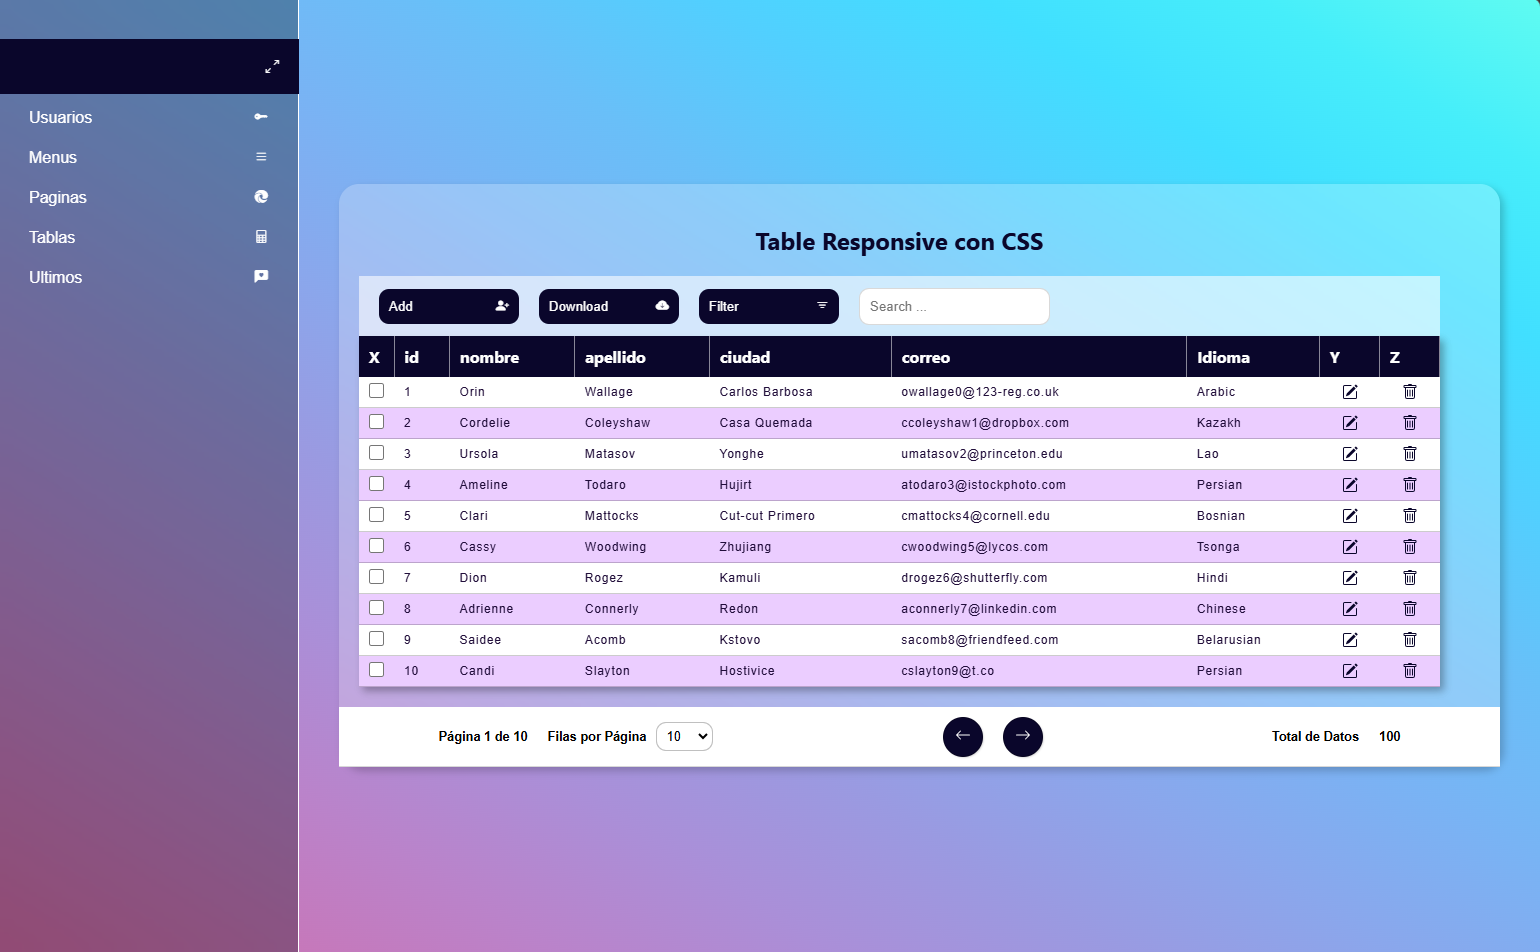 Usuarios
Menus
Paginas
Tablas
Ultimos
Table Responsive con CSS
Add Download Filter Search ...
X id nombre apellido ciudad correo Idioma Y Z
1 Orin Wallage Carlos Barbosa owallage0@123-reg.co.uk Arabic
2 Cordelie Coleyshaw Casa Quemada ccoleyshaw1@dropbox.com Kazakh
3 Ursola Matasov Yonghe umatasov2@princeton.edu Lao
4 Ameline Todaro Hujirt atodaro3@istockphoto.com Persian
5 Clari Mattocks Cut-cut Primero cmattocks4@cornell.edu Bosnian
6 Cassy Woodwing Zhujiang cwoodwing5@lycos.com Tsonga
7 Dion Rogez Kamuli drogez6@shutterfly.com Hindi
8 Adrienne Connerly Redon aconnerly7@linkedin.com Chinese
9 Saidee Acomb Kstovo sacomb8@friendfeed.com Belarusian
10 Candi Slayton Hostivice cslayton9@t.co Persian
Página 1 de 10 Filas por Página 10 Total de Datos 100